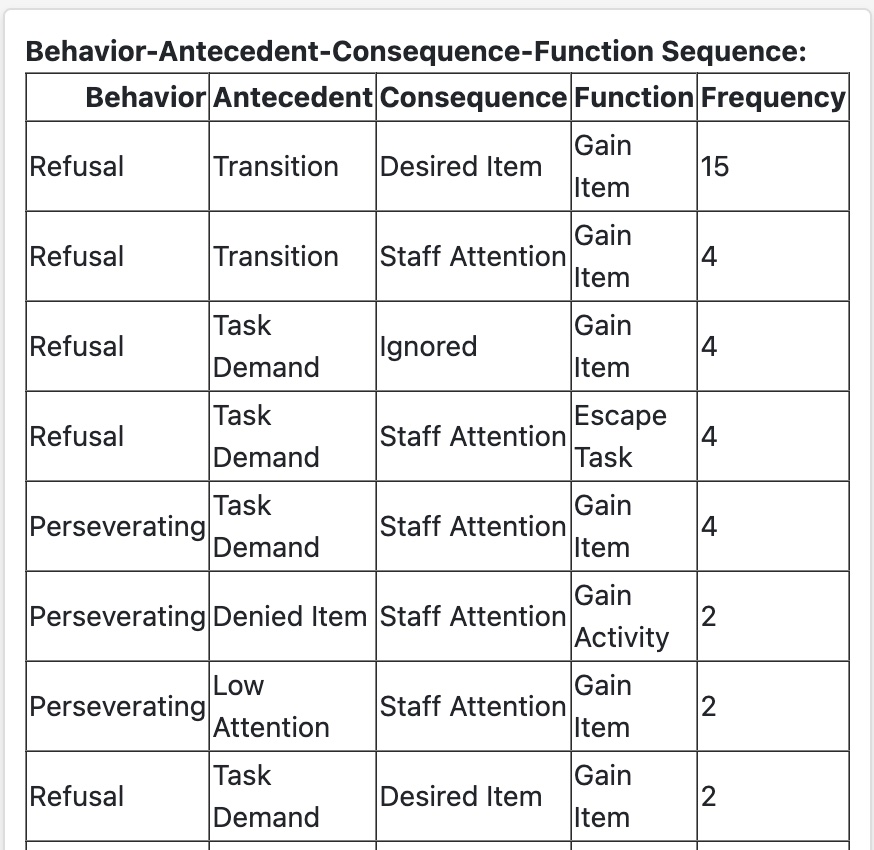 Behavior-Antecedent-Consequence-Function Sequence:
Behavior Antecedent Consequence Function Frequency
Refusal Transition Desired Item Gain Item 15
Refusal Transition Staff Attention Gain Item 4
Refusal Task Demand Ignored Gain Item 4
Refusal Task Demand Staff Attention Escape Task 4
Perseverating Task Demand Staff Attention Gain Item 4
Perseverating Denied Item Staff Attention Gain Activity 2
Perseverating Low Attention Staff Attention Gain Item 2
Refusal Task Demand Desired Item Gain Item 2